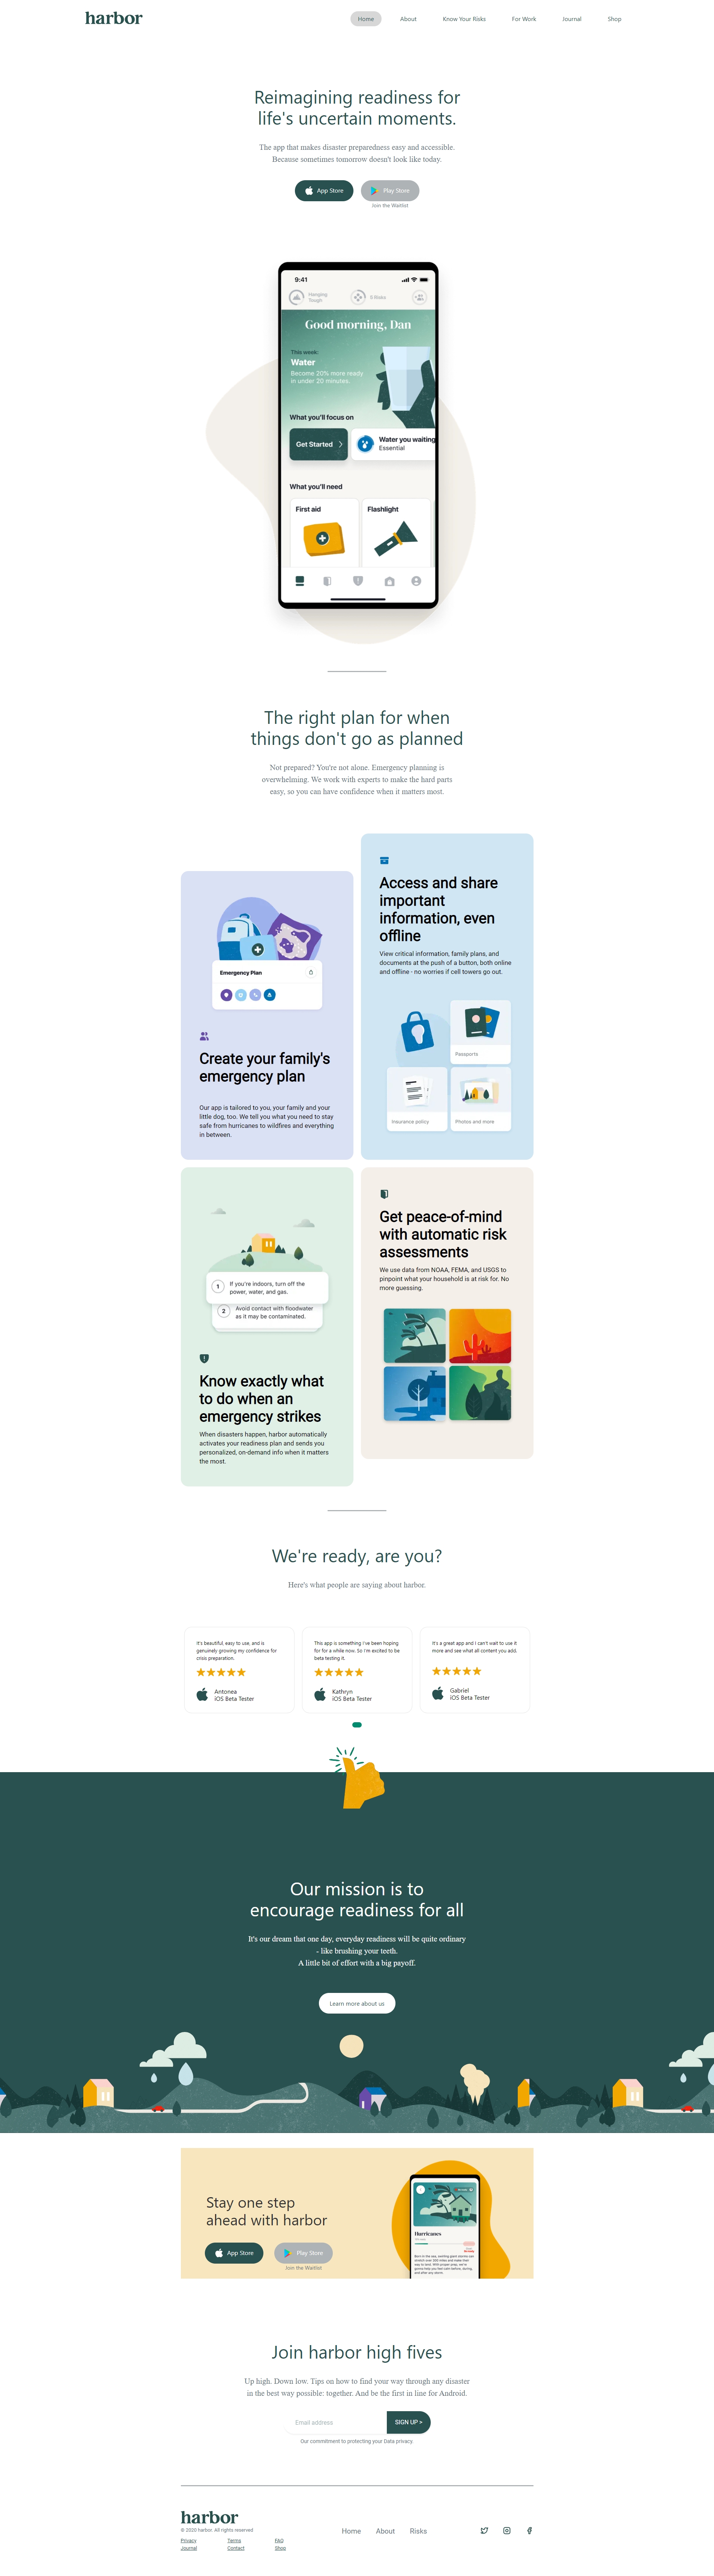 harbor
Home About Know Your Risks For Work Journal Shop
Reimagining readiness for
life's uncertain moments.
The app that makes disaster preparedness easy and accessible.
Because sometimes tomorrow doesn't look like today.
App Store Play Store
Join the Waitlist
9:41
Hanging
Tough
5 Risks
Good morning, Dan
This week:
Water
Become 20% more ready
in under 20 minutes.
What you'll focus on
Get Started
Water you waiting
Essential
What you'll need
First aid Flashlight
The right plan for when
things don't go as planned
Not prepared? You're not alone. Emergency planning is
overwhelming. We work with experts to make the hard parts
easy, so you can have confidence when it matters most.
Emergency Plan
Create your family's
emergency plan
Our app is tailored to you, your family and your
little dog, too. We tell you what you need to stay
safe from hurricanes to wildfires and everything
in between.
Access and share
important
information, even
offline
View critical information, family plans, and
documents at the push of a button, both online
and offline - no worries if cell towers go out.
Passports
Insurance policy
Photos and more
1 If you're indoors, turn off the
power, water, and gas.
2 Avoid contact with floodwater
as it may be contaminated.
Know exactly what
to do when an
emergency strikes
When disasters happen, harbor automatically
activates your readiness plan and sends you
personalized, on-demand info when it matters
the most.
Get peace-of-mind
with automatic risk
assessments
We use data from NOAA, FEMA, and USGS to
pinpoint what your household is at risk for. No
more guessing.
We're ready, are you?
Here's what people are saying about harbor.
It's beautiful, easy to use, and is
genuinely growing my confidence for
crisis preparation.
Antonea
iOS Beta Tester
This app is something I've been hoping
for for a while now. So I'm excited to be
beta testing it.
Kathryn
iOS Beta Tester
It's a great app and I can't wait to use it
more and see what all content you add.
Gabriel
iOS Beta Tester
Our mission is to
encourage readiness for all
It's our dream that one day, everyday readiness will be quite ordinary
- like brushing your teeth.
A little bit of effort with a big payoff.
Learn more about us
Stay one step
ahead with harbor
App Store Play Store
Join the Waitlist
Hurricanes
Join harbor high fives
Up high. Down low. Tips on how to find your way through any disaster
in the best way possible: together. And be the first in line for Android.
Email address SIGN UP >
Our commitment to protecting your Data privacy.
harbor
© 2020 harbor. All rights reserved
Privacy Terms FAQ
Journal Contact Shop
Home About Risks